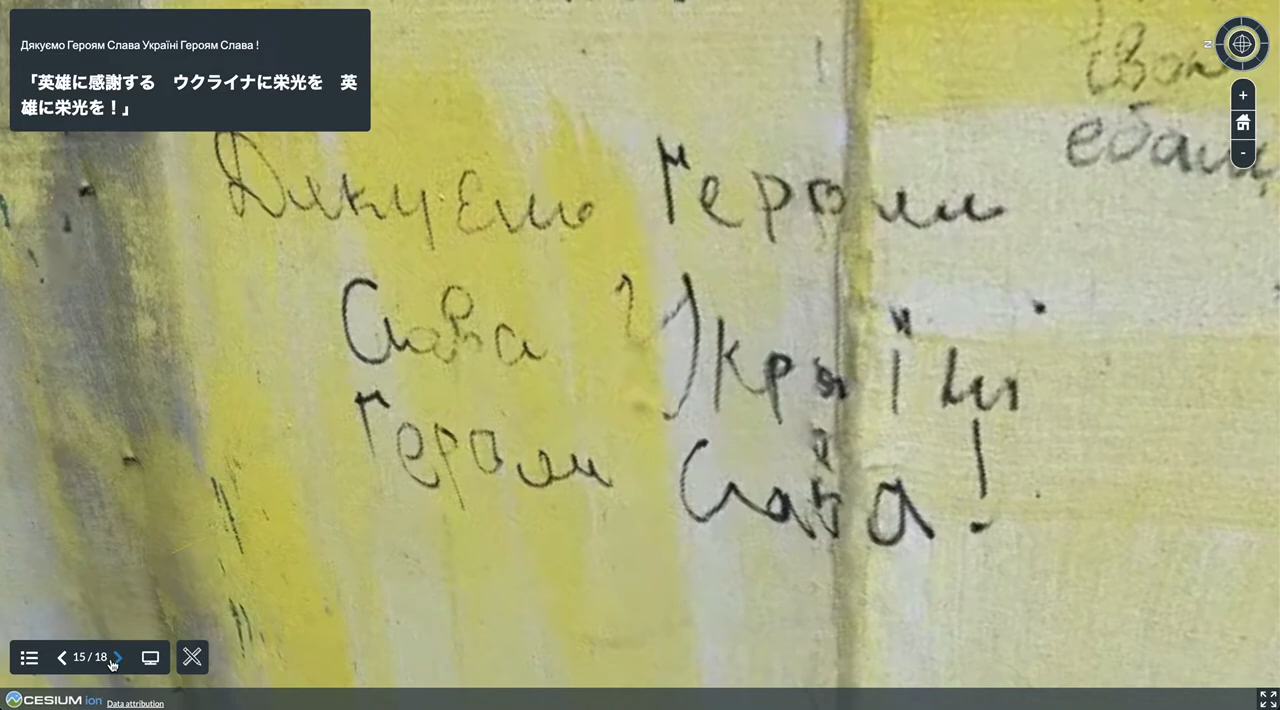 Дякуємо Героям Слава Україні Героям Слава !
「英雄に感謝する　ウクライナに栄光を　英
雄に栄光を！」
N
+
-
Дякуємо Героям
Слава Україні
Героям Слава!
15 / 18
CESIUM ion Data attribution